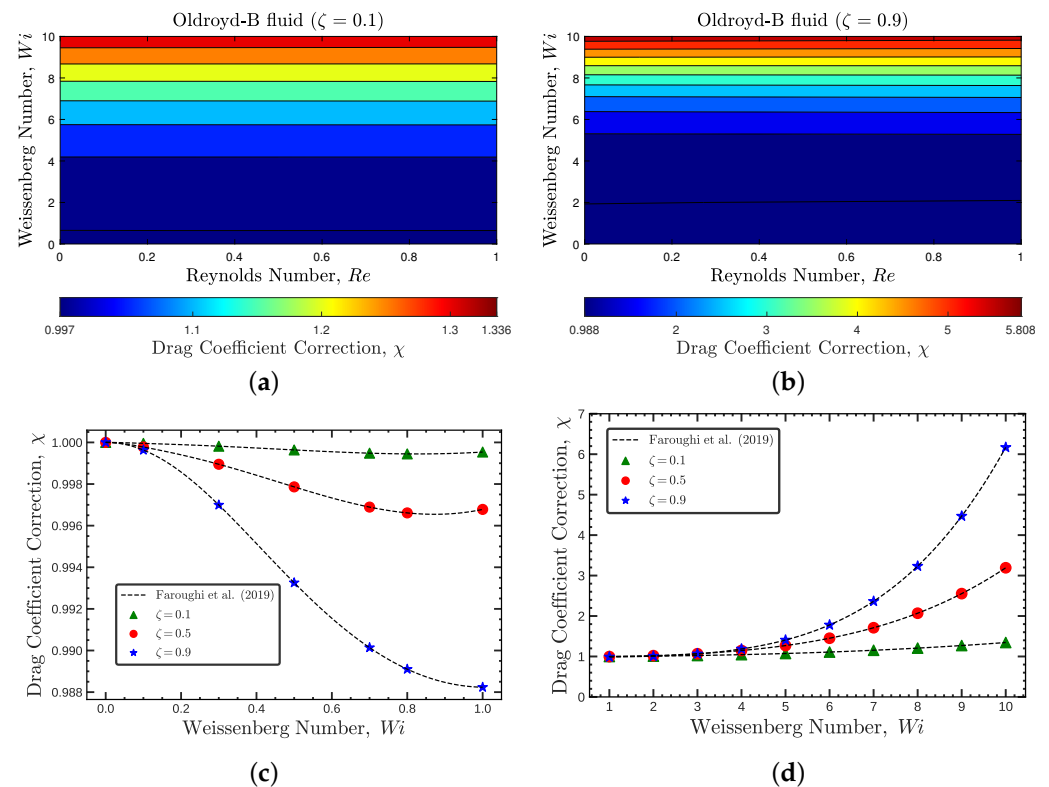 Oldroyd-B fluid (ζ = 0.1)
Weissenberg Number, Wi
10
8
6
4
2
0
0 0.2 0.4 0.6 0.8 1
Reynolds Number, Re
0.997 1.1 1.2 1.3 1.336
Drag Coefficient Correction, χ
(a)
Oldroyd-B fluid (ζ = 0.9)
Weissenberg Number, Wi
10
8
6
4
2
0
0 0.2 0.4 0.6 0.8 1
Reynolds Number, Re
0.988 2 3 4 5 5.808
Drag Coefficient Correction, χ
(b)
Drag Coefficient Correction, χ
1.000
0.998
0.996
0.994
0.992
0.990
0.988
Faroughi et al. (2019)
ζ = 0.1
ζ = 0.5
ζ = 0.9
0.0 0.2 0.4 0.6 0.8 1.0
Weissenberg Number, Wi
(c)
Drag Coefficient Correction, χ
7
6
5
4
3
2
1
0
Faroughi et al. (2019)
ζ = 0.1
ζ = 0.5
ζ = 0.9
1 2 3 4 5 6 7 8 9 10
Weissenberg Number, Wi
(d)